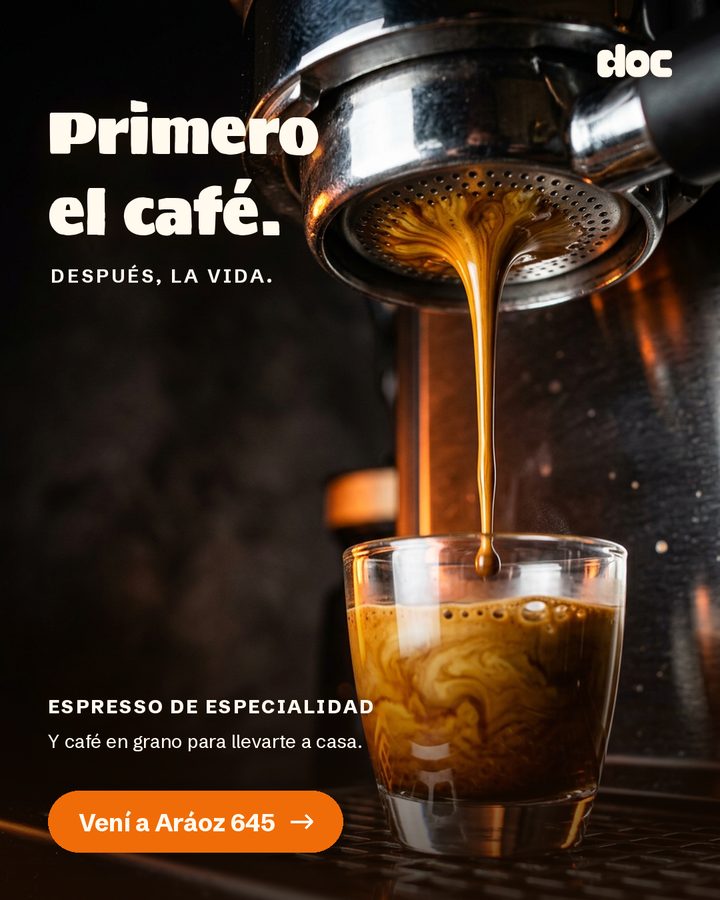 doc
Primero
el café.
DESPUÉS, LA VIDA.
ESPRESSO DE ESPECIALIDAD
Y café en grano para llevarte a casa.
Vení a Aráoz 645 →